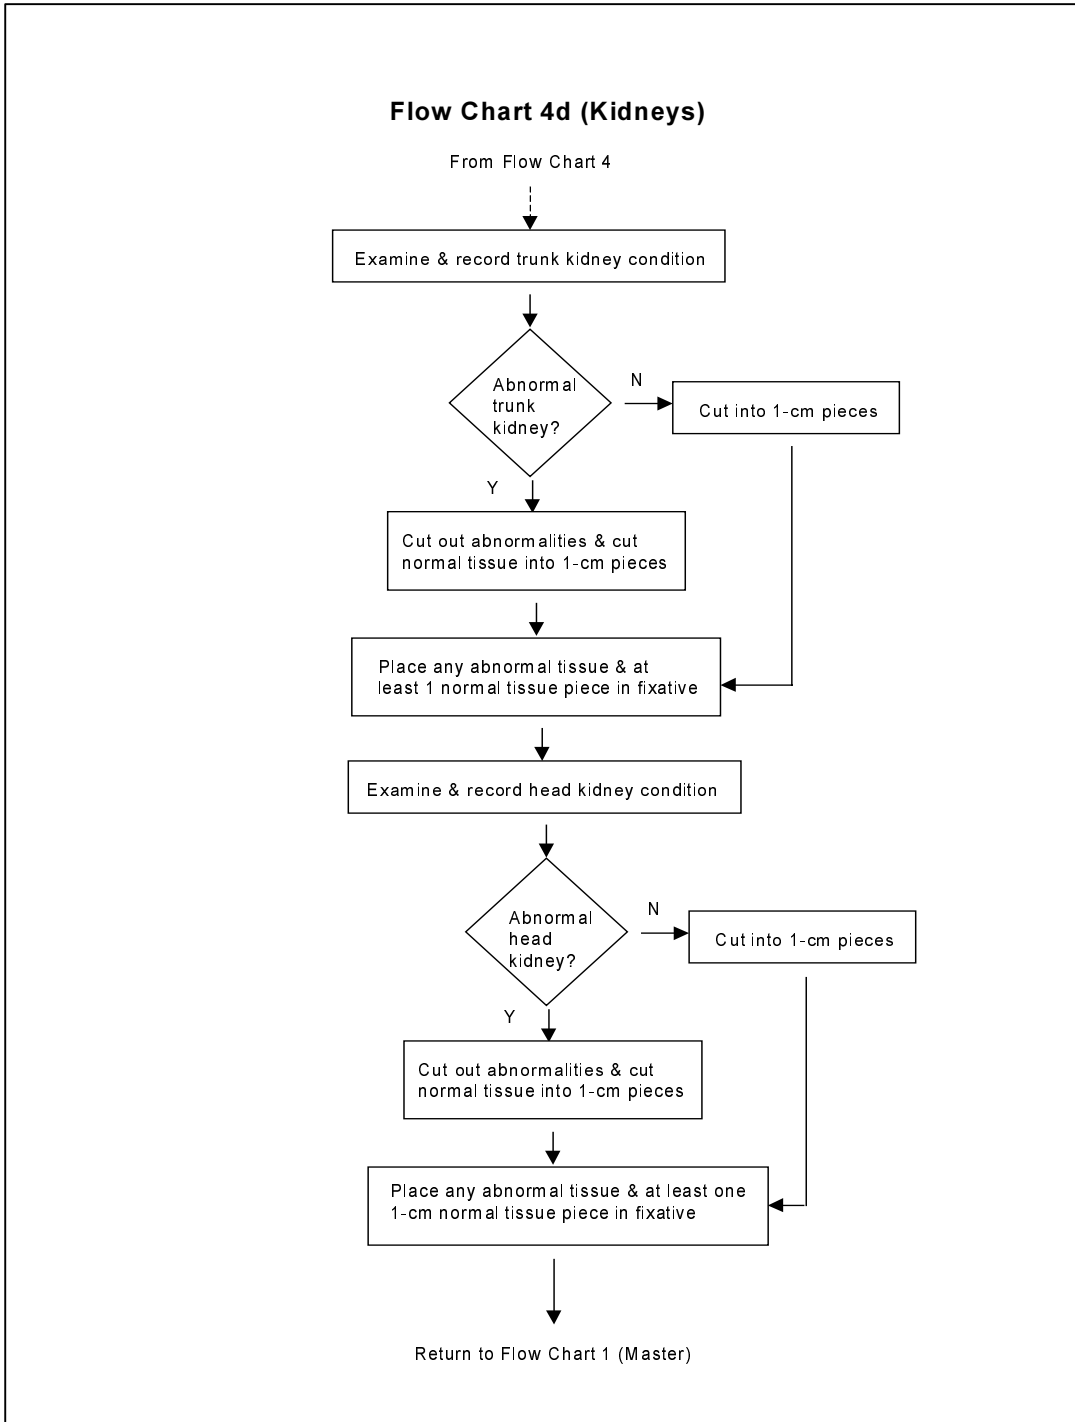 Flow Chart 4d (Kidneys)
From Flow Chart 4
Examine & record trunk kidney condition
Abnormal
trunk
kidney?
N
Cut into 1-cm pieces
Y
Cut out abnormalities & cut
normal tissue into 1-cm pieces
Place any abnormal tissue & at
least 1 normal tissue piece in fixative
Examine & record head kidney condition
Abnormal
head
kidney?
N
Cut into 1-cm pieces
Y
Cut out abnormalities & cut
normal tissue into 1-cm pieces
Place any abnormal tissue & at least one
1-cm normal tissue piece in fixative
Return to Flow Chart 1 (Master)